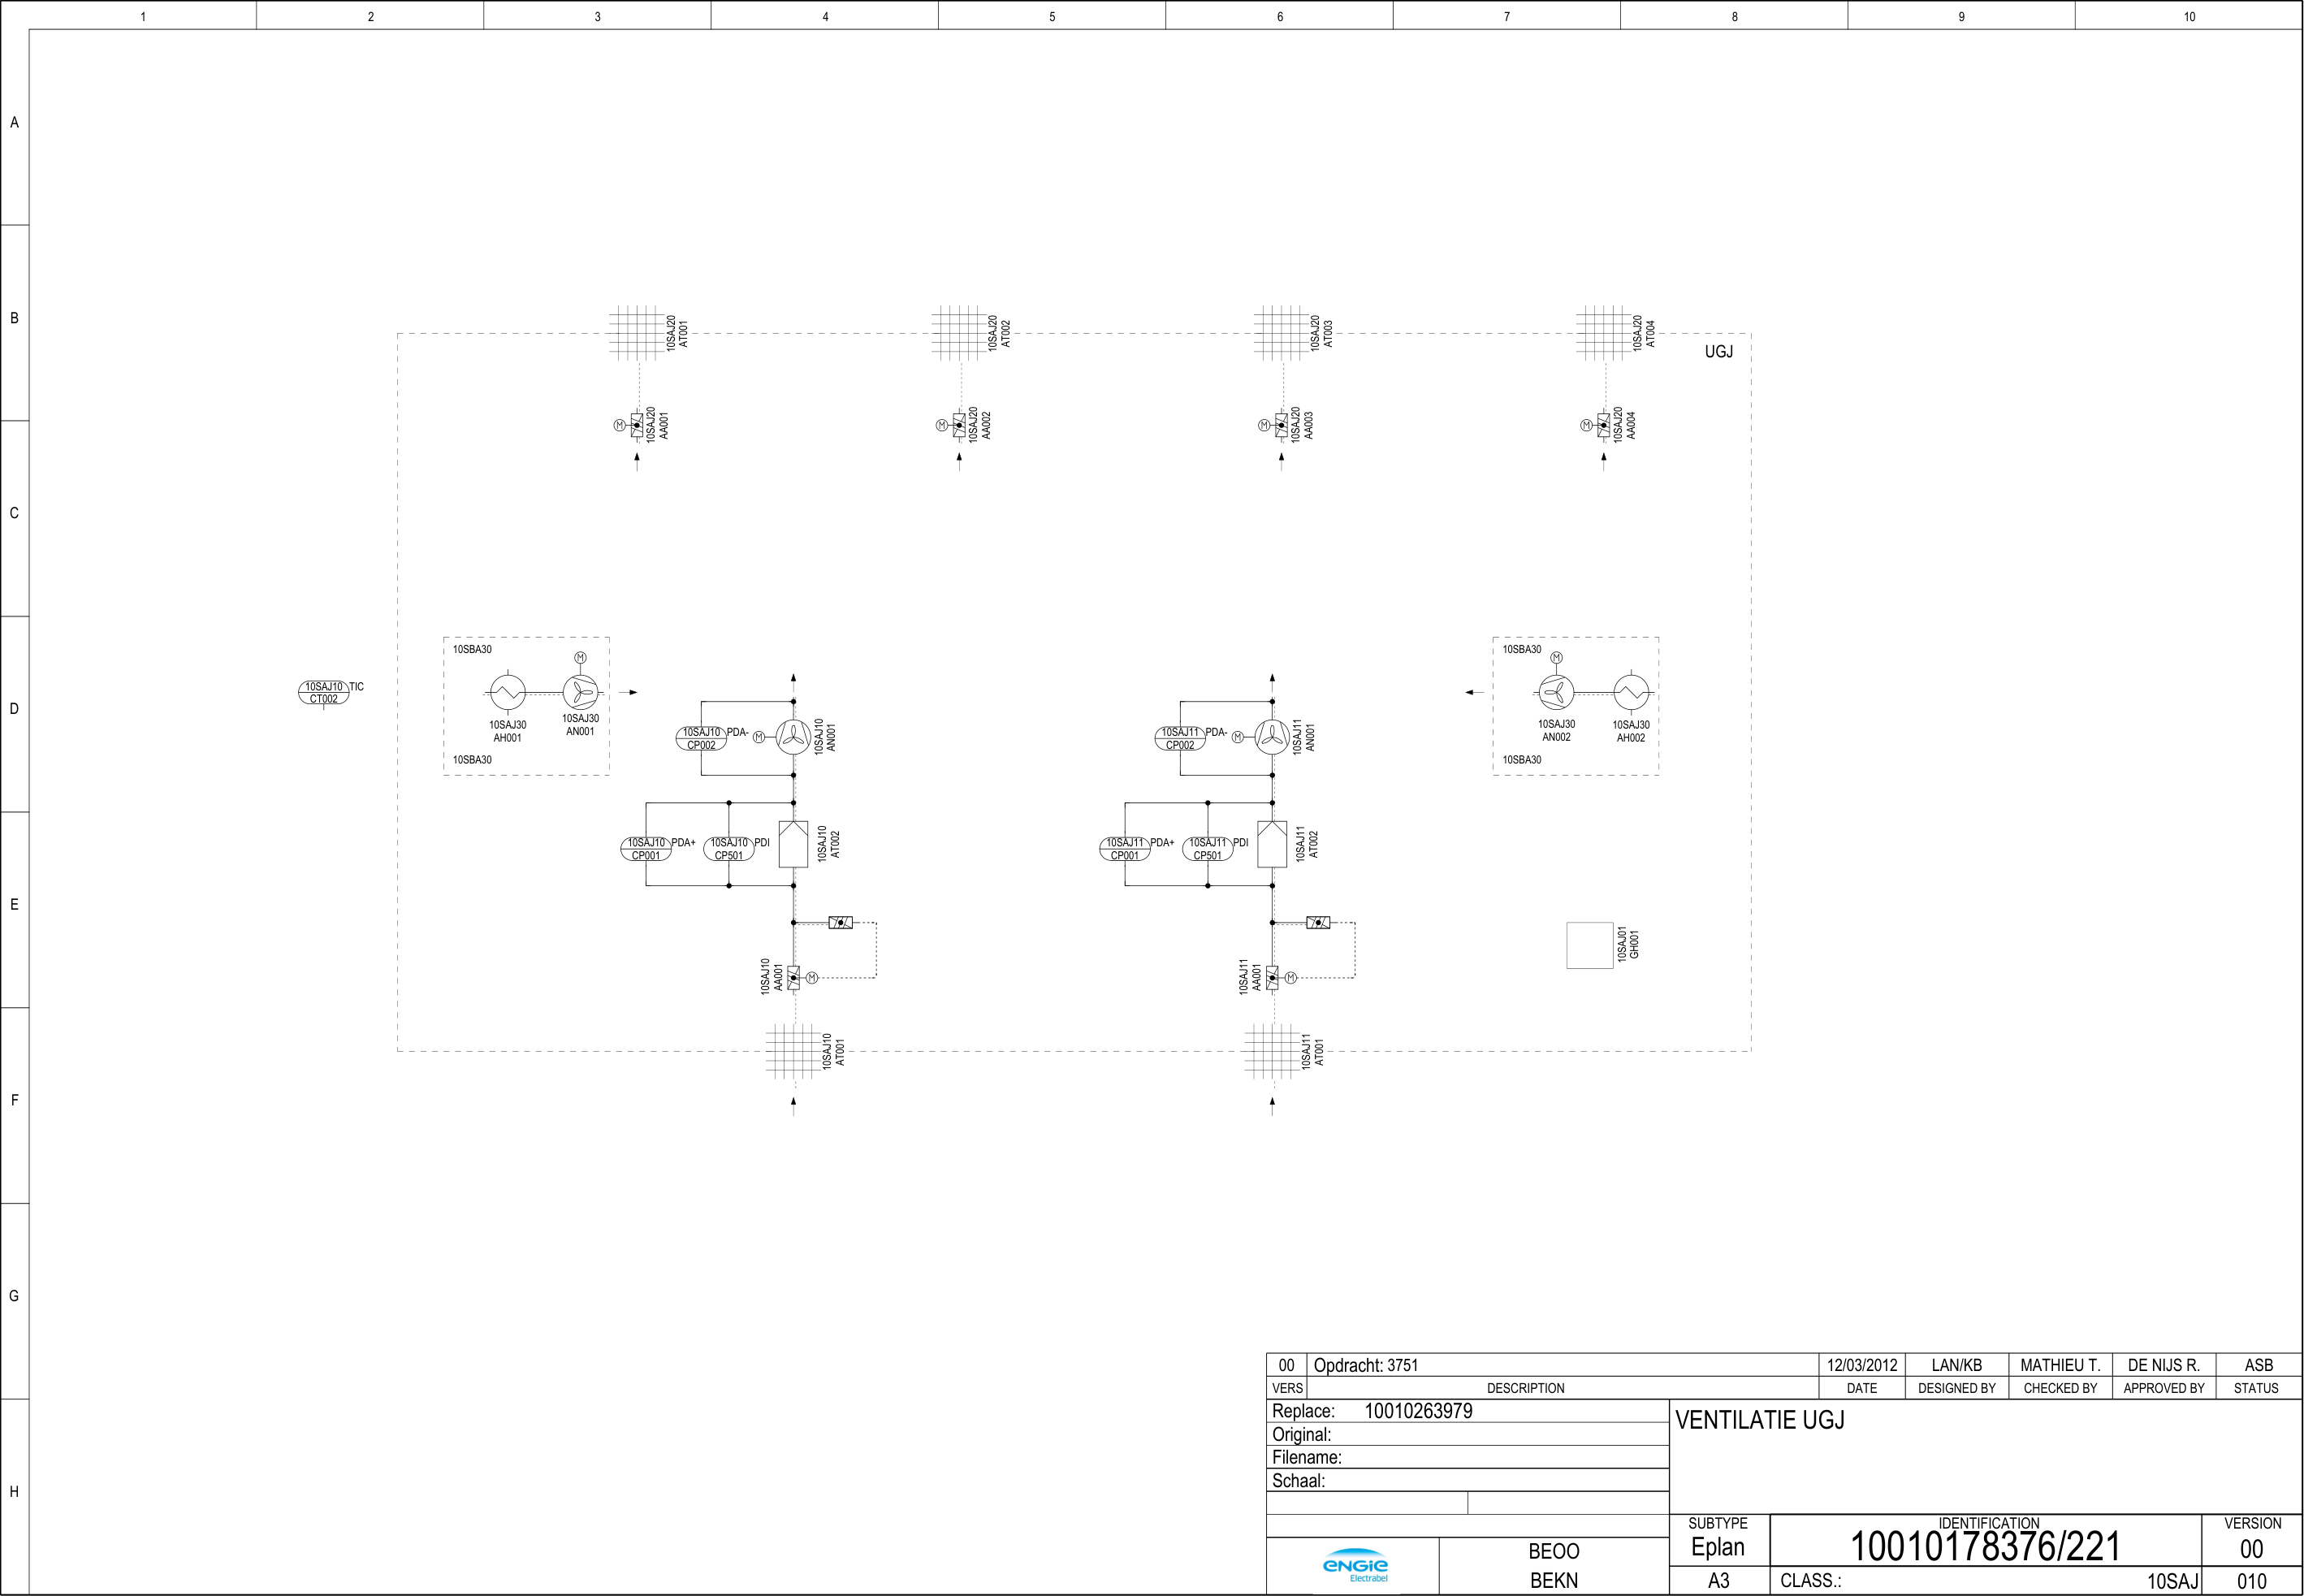 1 2 3 4 5 6 7 8 9 10
A
B
C
D
E
F
G
H
10SAJ20
AT001
10SAJ20
AT002
10SAJ20
AT003
10SAJ20
AT004
UGJ
M
10SAJ20
AA001
M
10SAJ20
AA002
M
10SAJ20
AA003
M
10SAJ20
AA004
10SAJ10 TIC
CT002
10SBA30
M
10SAJ30
AH001
10SAJ30
AN001
10SBA30
10SAJ10 PDA-
CP002
M
10SAJ10
AN001
10SAJ11 PDA-
CP002
M
10SAJ11
AN001
10SBA30
M
10SAJ30
AN002
10SAJ30
AH002
10SBA30
10SAJ10 PDA+
CP001
10SAJ10 PDI
CP501
10SAJ10
AT002
10SAJ11 PDA+
CP001
10SAJ11 PDI
CP501
10SAJ11
AT002
10SAJ10
AA001
M
10SAJ11
AA001
M
10SAJ01
GH001
10SAJ10
AT001
10SAJ11
AT001
00 Opdracht: 3751 12/03/2012 LAN/KB MATHIEU T. DE NIJS R. ASB
VERS DESCRIPTION DATE DESIGNED BY CHECKED BY APPROVED BY STATUS
Replace: 10010263979
Original:
Filename:
Schaal:
VENTILATIE UGJ
SUBTYPE IDENTIFICATION VERSION
Eplan 10010178376/221 00
ENGIE
Electrabel
BEOO
BEKN
A3 CLASS.: 10SAJ 010